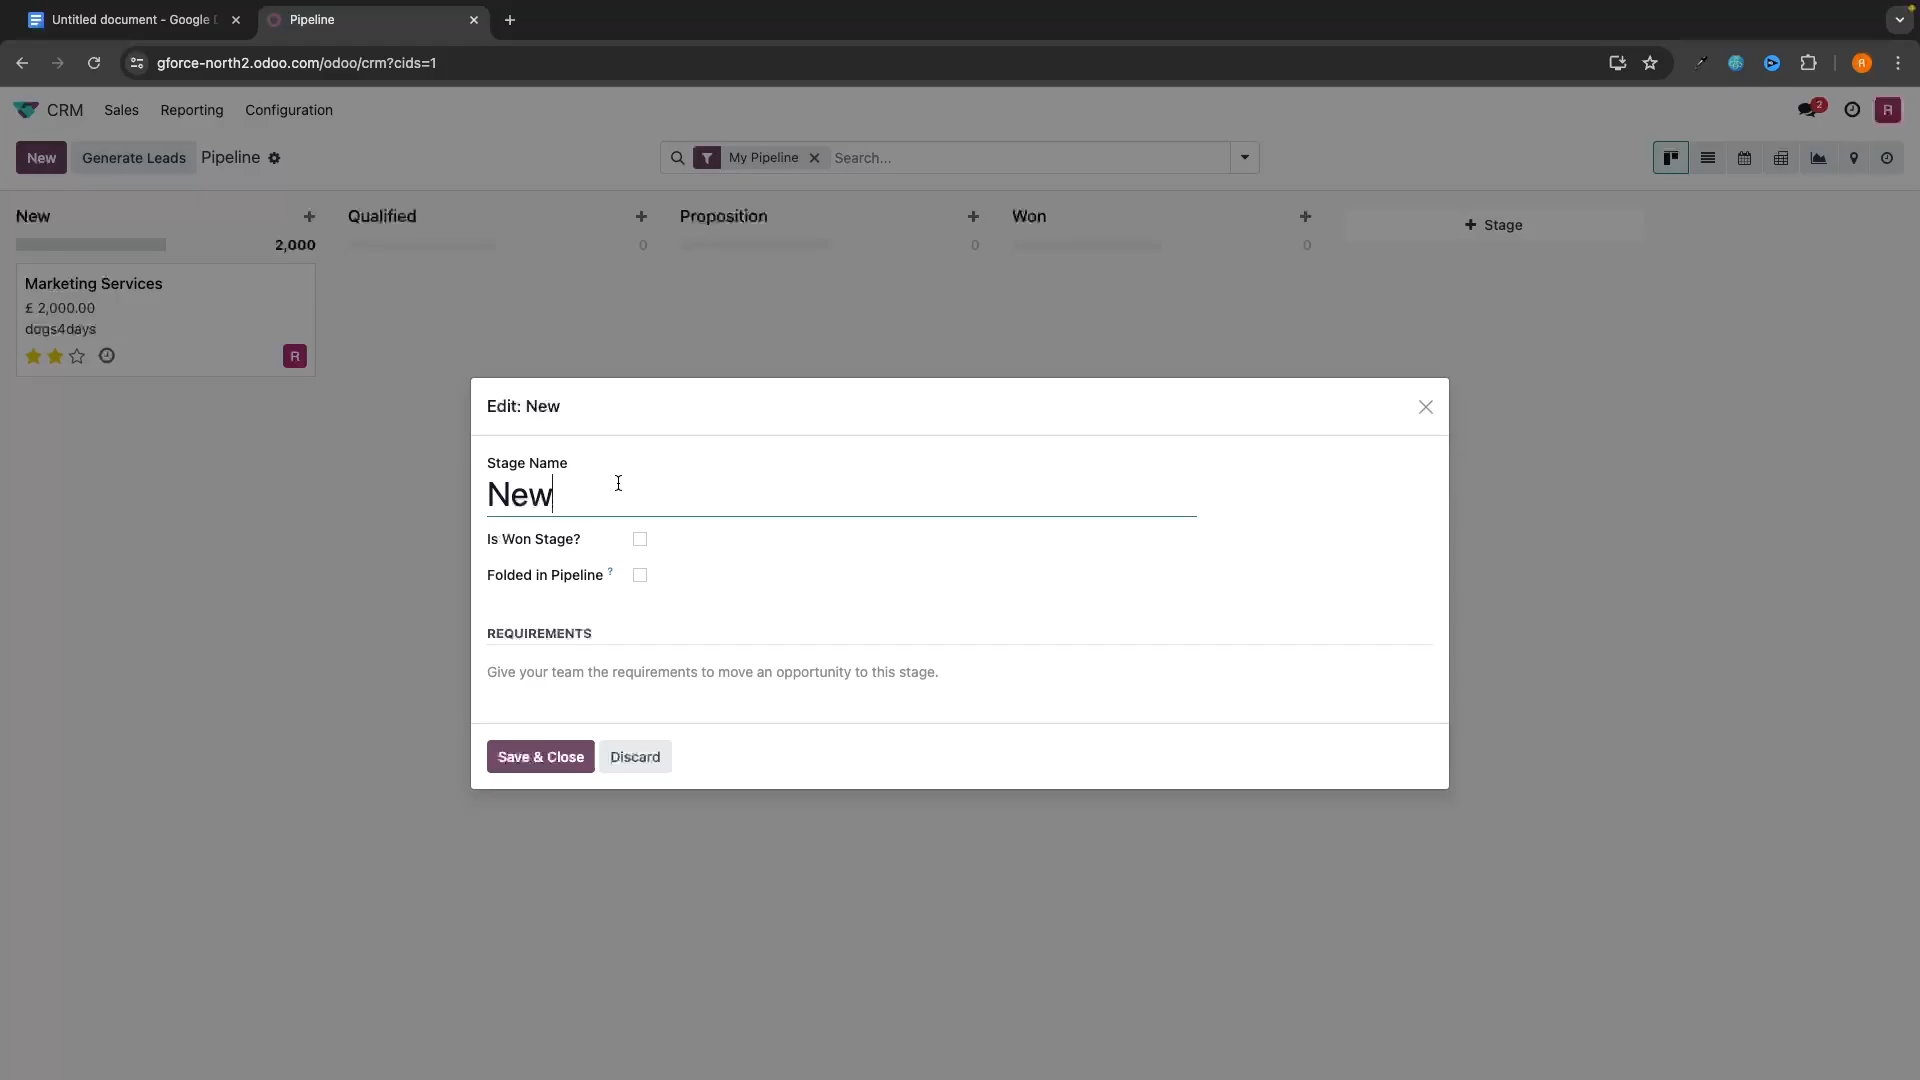 Untitled document - Google D
Pipeline
gforce-north2.odoo.com/odoo/crm?cids=1
R
CRM
Sales
Reporting
Configuration
2
R
New
Generate Leads
Pipeline
My Pipeline
Search...
New
Qualified
Proposition
Won
Stage
2,000
0
0
0
Marketing Services
£ 2,000.00
dogs4days
R
Edit: New
Stage Name
New
Is Won Stage?
Folded in Pipeline ?
REQUIREMENTS
Give your team the requirements to move an opportunity to this stage.
Save & Close
Discard